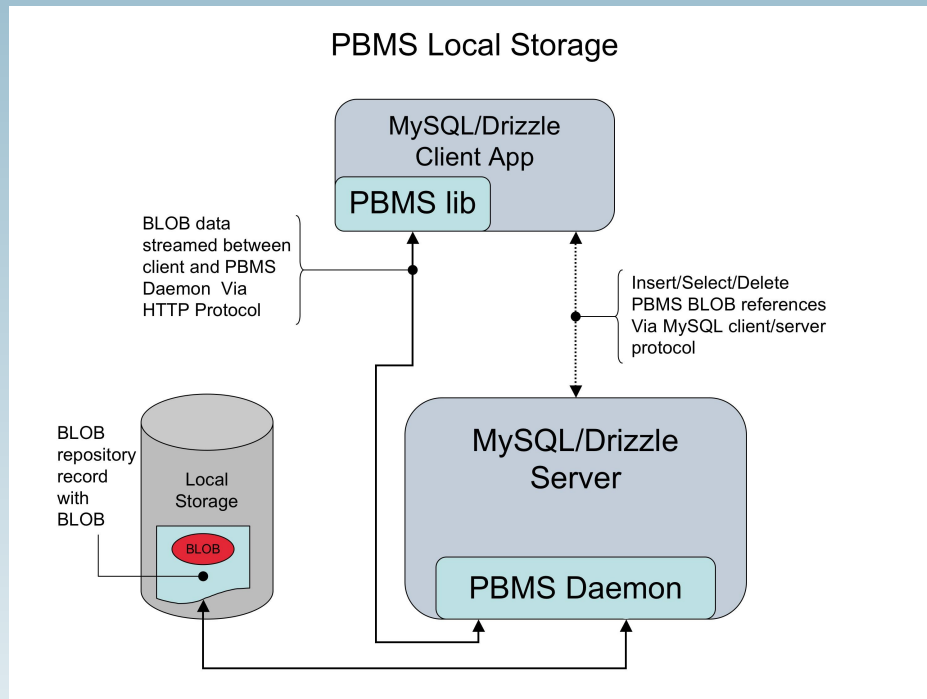 PBMS Local Storage
MySQL/Drizzle
Client App
PBMS lib
BLOB data
streamed between
client and PBMS
Daemon Via
HTTP Protocol
Insert/Select/Delete
PBMS BLOB references
Via MySQL client/server
protocol
MySQL/Drizzle
Server
PBMS Daemon
BLOB
repository
record
with
BLOB
Local
Storage
BLOB